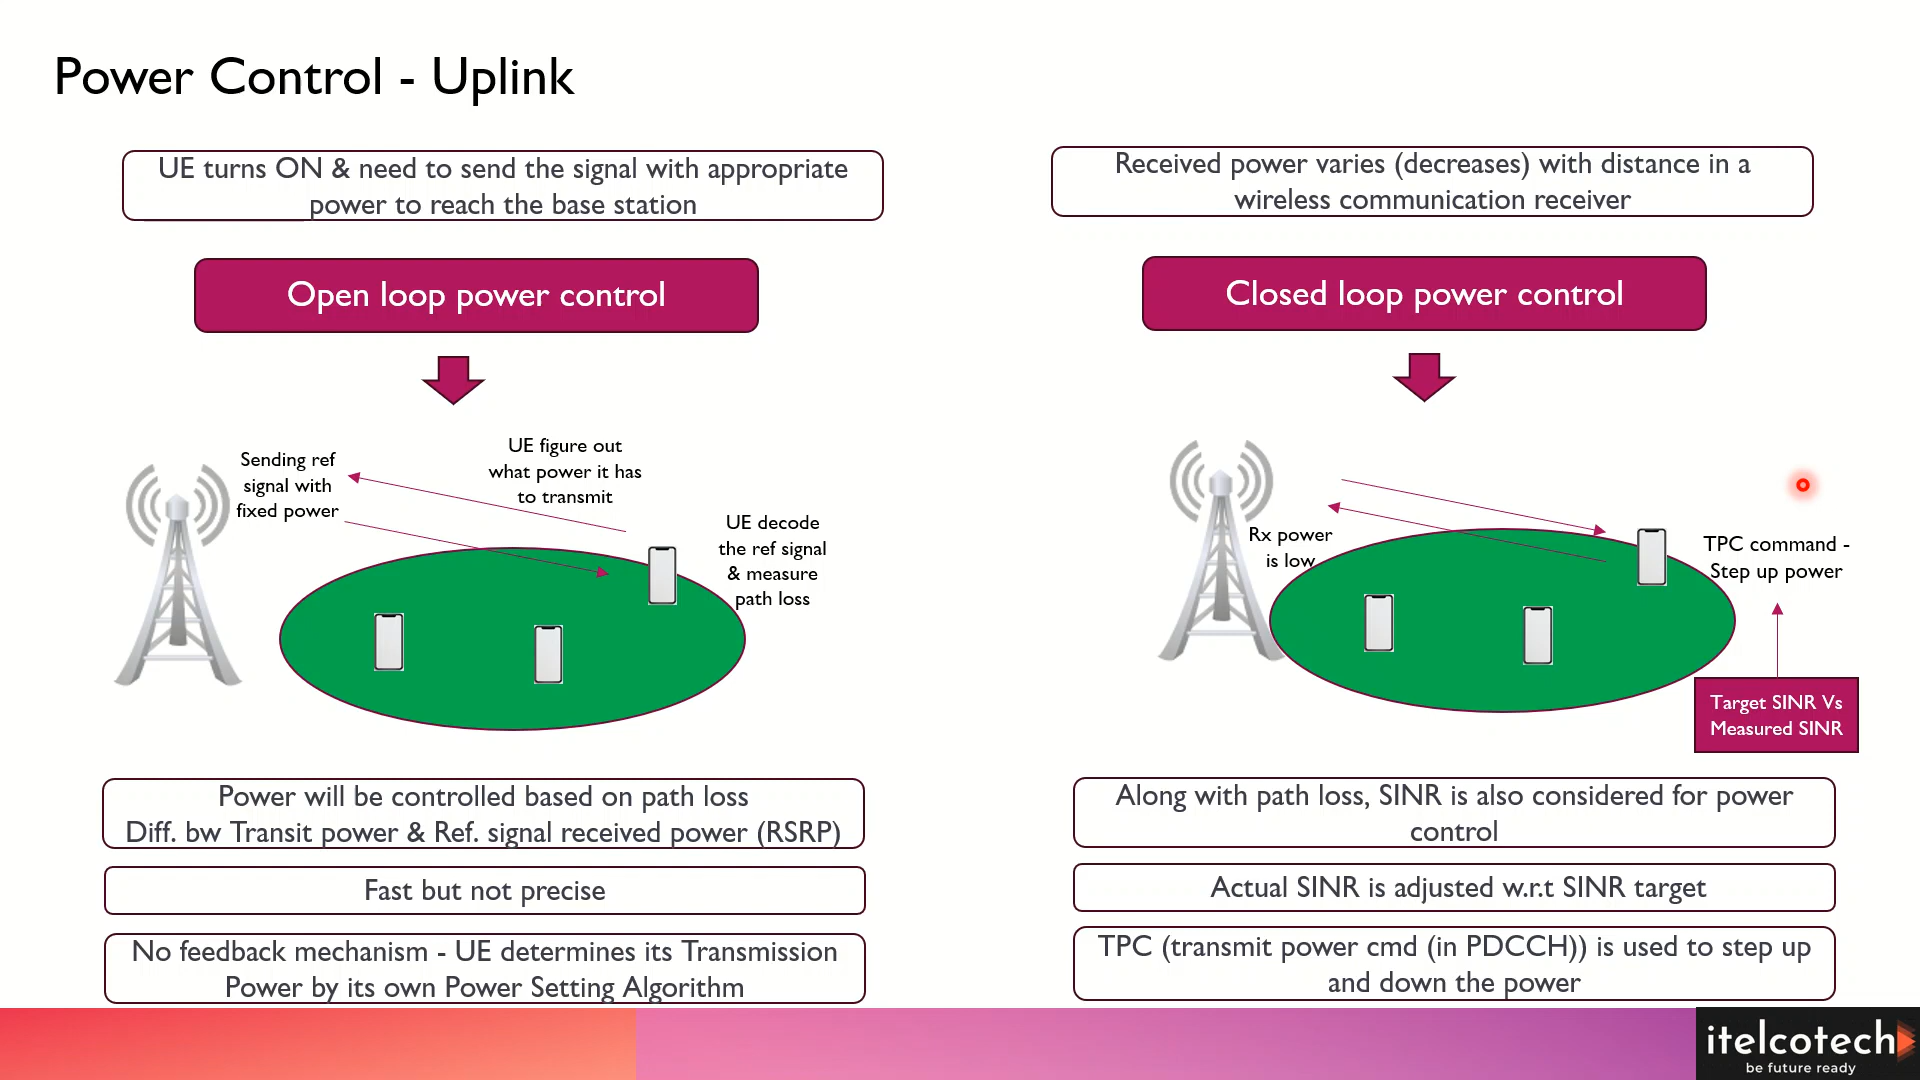 Power Control - Uplink
UE turns ON & need to send the signal with appropriate
power to reach the base station
Open loop power control
Sending ref
signal with
fixed power
UE figure out
what power it has
to transmit
UE decode
the ref signal
& measure
path loss
Power will be controlled based on path loss
Diff. bw Transit power & Ref. signal received power (RSRP)
Fast but not precise
No feedback mechanism - UE determines its Transmission
Power by its own Power Setting Algorithm
Received power varies (decreases) with distance in a
wireless communication receiver
Closed loop power control
Rx power
is low
TPC command -
Step up power
Target SINR Vs
Measured SINR
Along with path loss, SINR is also considered for power
control
Actual SINR is adjusted w.r.t SINR target
TPC (transmit power cmd (in PDCCH)) is used to step up
and down the power
itelcotech
be future ready